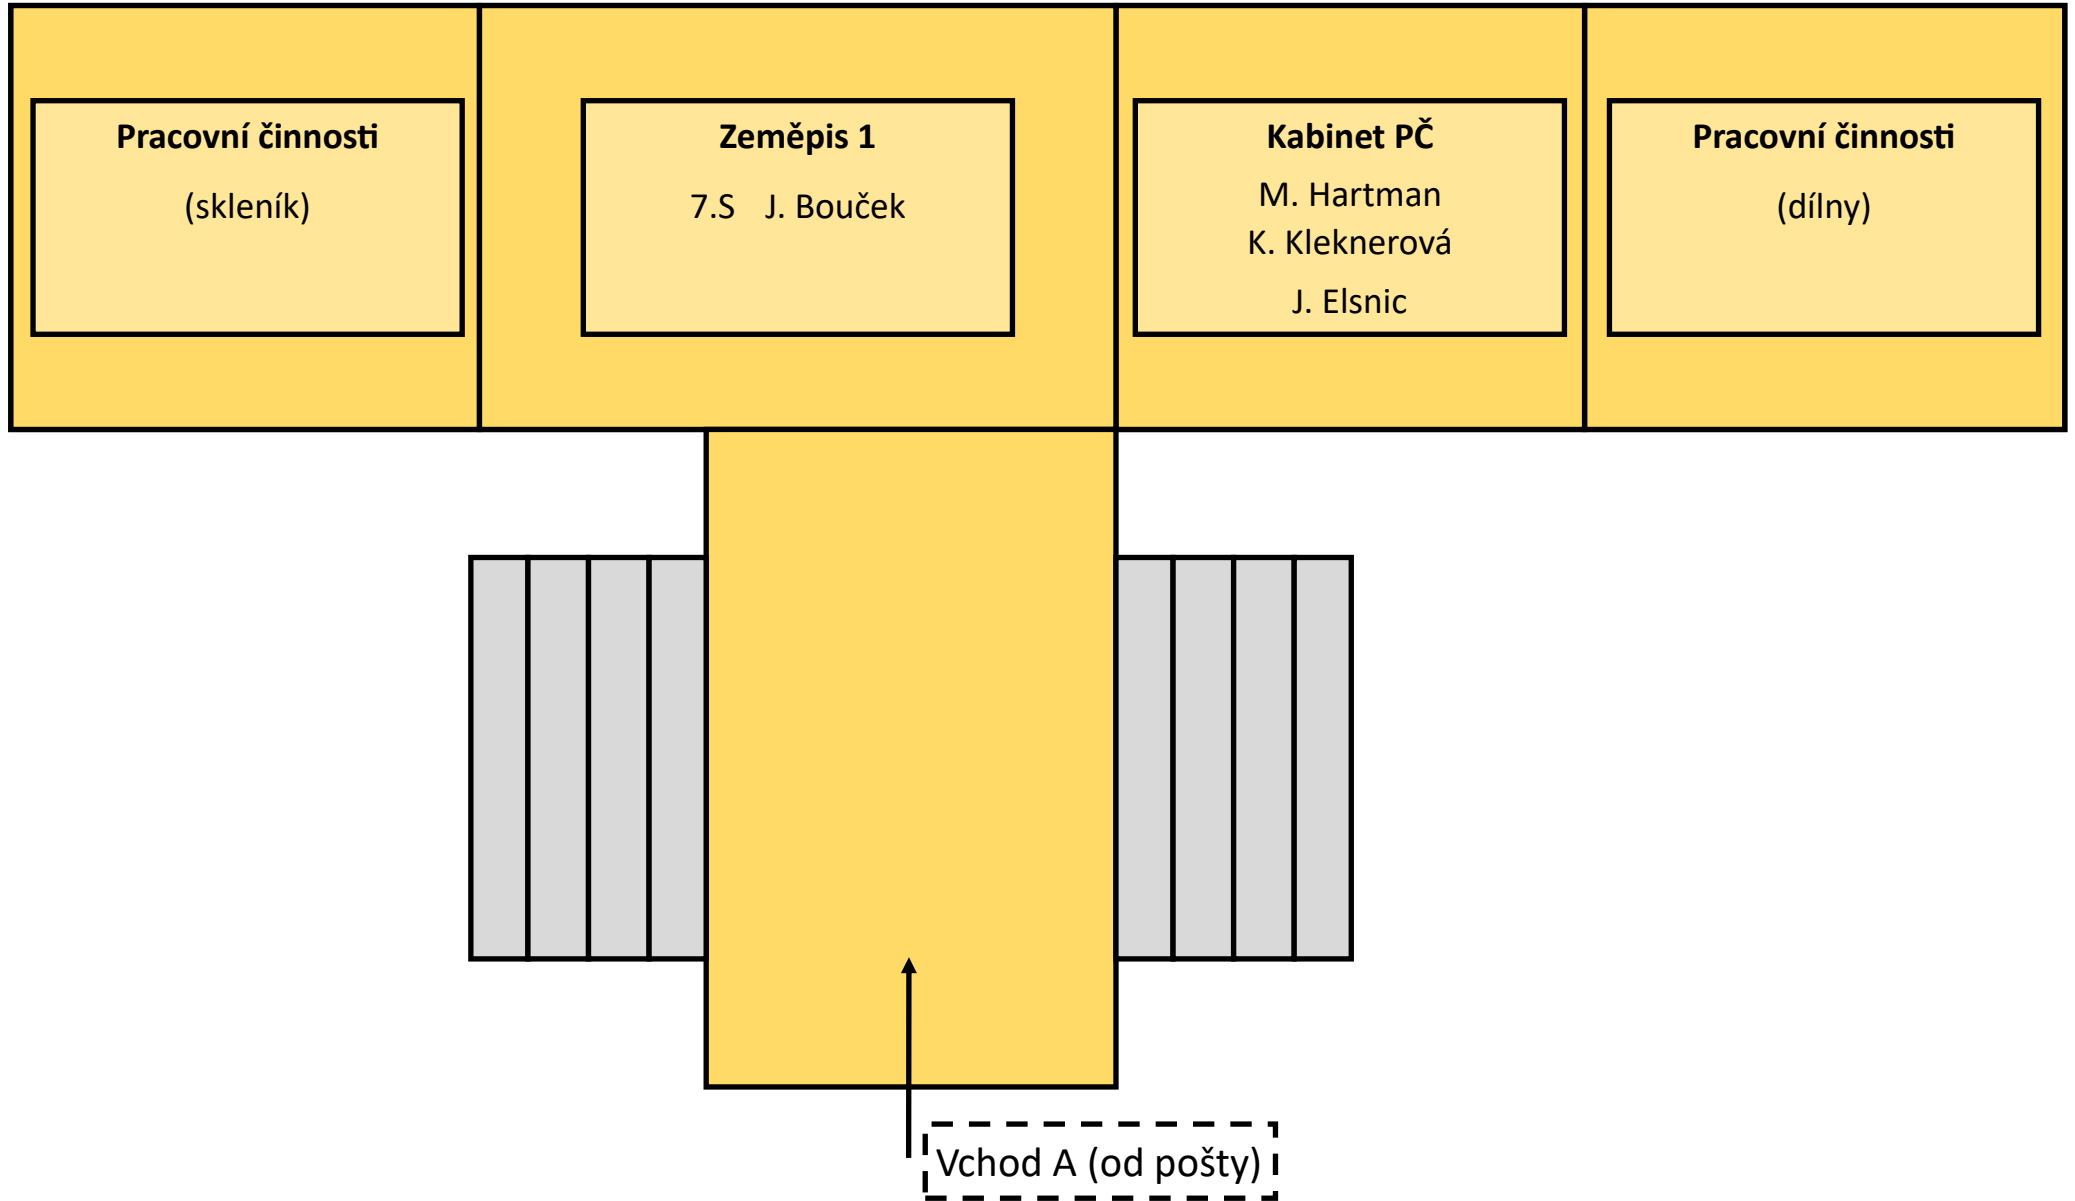 Pracovní činnosti
(skleník)
Zeměpis 1
7.S J. Bouček
Kabinet PČ
M. Hartman
K. Kleknerová
J. Elsnic
Pracovní činnosti
(dílny)
Vchod A (od pošty)